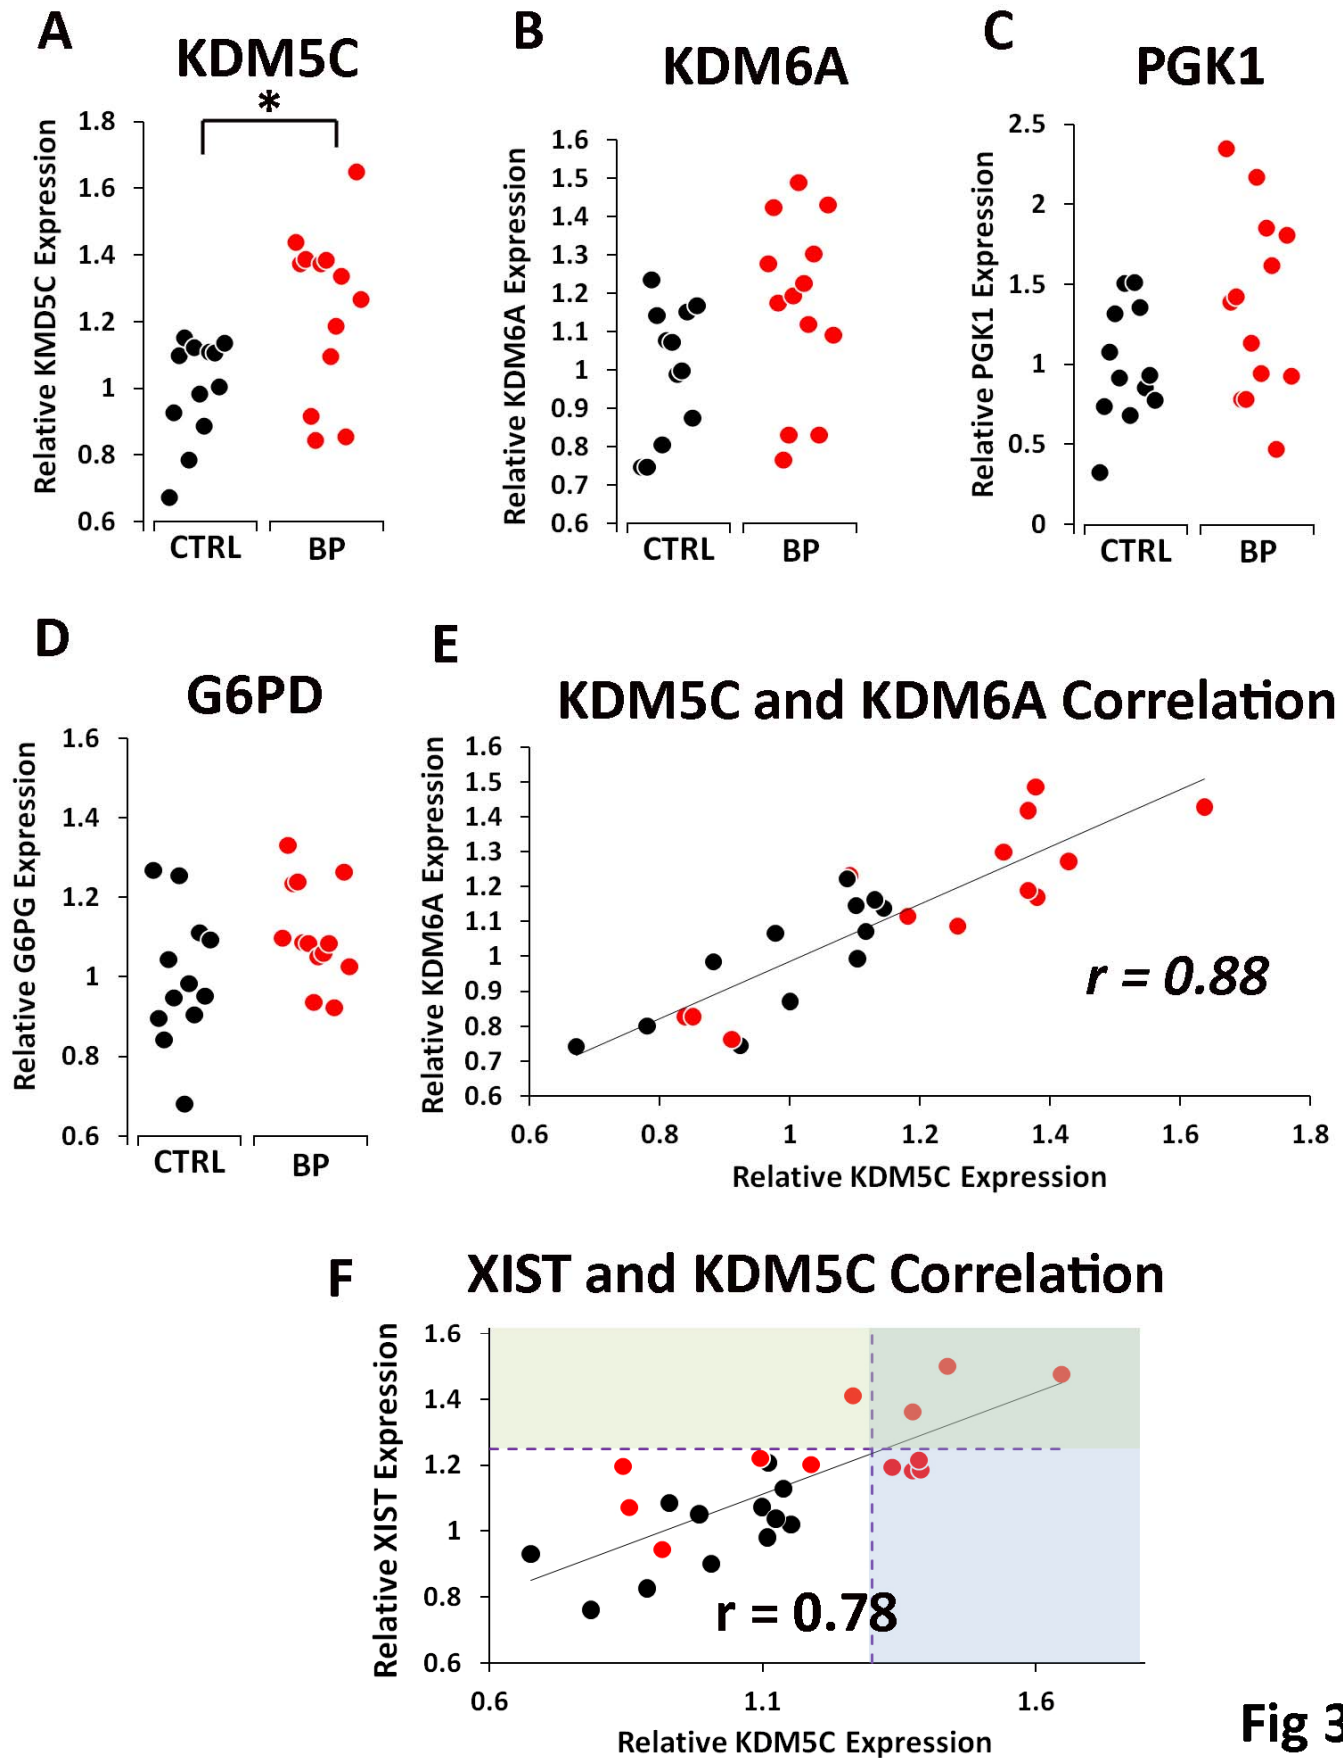 A
KDM5C
*
Relative KMD5C Expression
1.8
1.6
1.4
1.2
1
0.8
0.6
CTRL
BP
B
KDM6A
Relative KDM6A Expression
1.6
1.5
1.4
1.3
1.2
1.1
1
0.9
0.8
0.7
0.6
CTRL
BP
C
PGK1
Relative PGK1 Expression
2.5
2
1.5
1
0.5
0
CTRL
BP
D
G6PD
Relative G6PG Expression
1.6
1.4
1.2
1
0.8
0.6
CTRL
BP
E
KDM5C and KDM6A Correlation
Relative KDM6A Expression
1.6
1.5
1.4
1.3
1.2
1.1
1
0.9
0.8
0.7
0.6
r = 0.88
0.6 0.8 1 1.2 1.4 1.6 1.8
Relative KDM5C Expression
F
XIST and KDM5C Correlation
Relative XIST Expression
1.6
1.4
1.2
1
0.8
0.6
r = 0.78
0.6 1.1 1.6
Relative KDM5C Expression
Fig 3